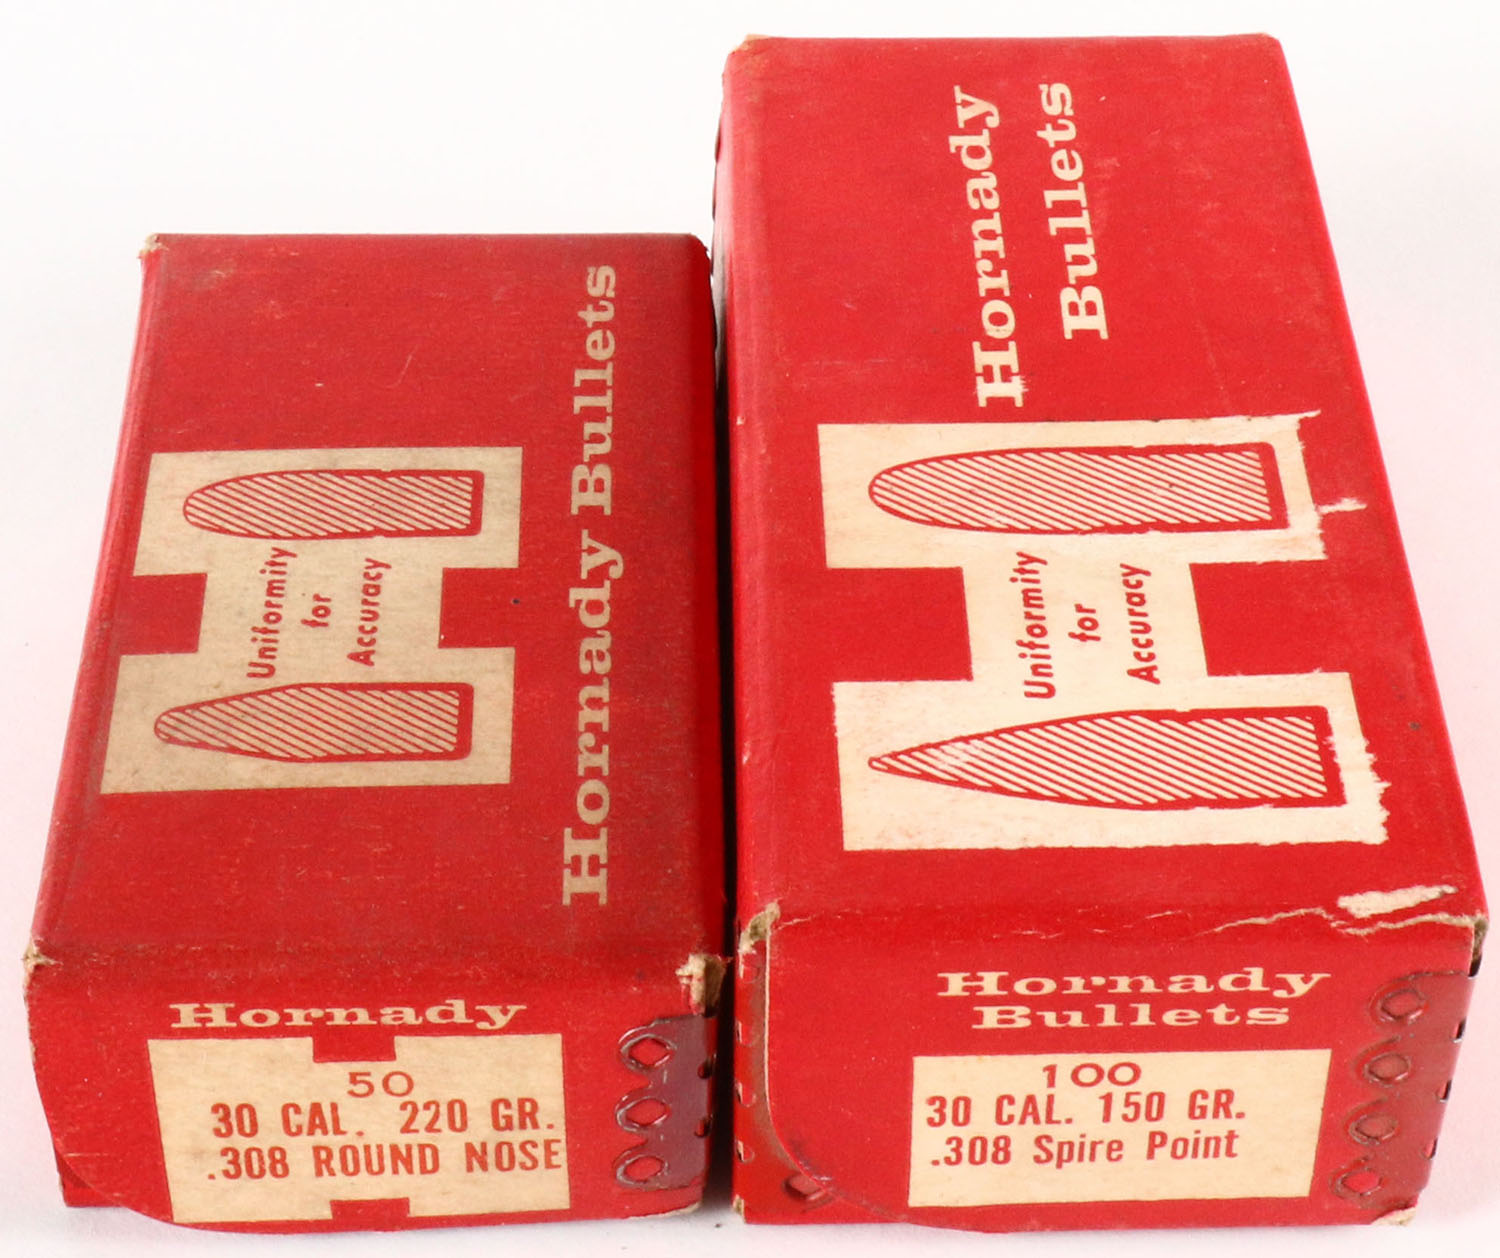 Hornady Bullets
Uniformity
for
Accuracy
Hornady
50
30 CAL. 220 GR.
.308 ROUND NOSE
Hornady
Bullets
Uniformity
for
Accuracy
Hornady
Bullets
100
30 CAL. 150 GR.
.308 Spire Point